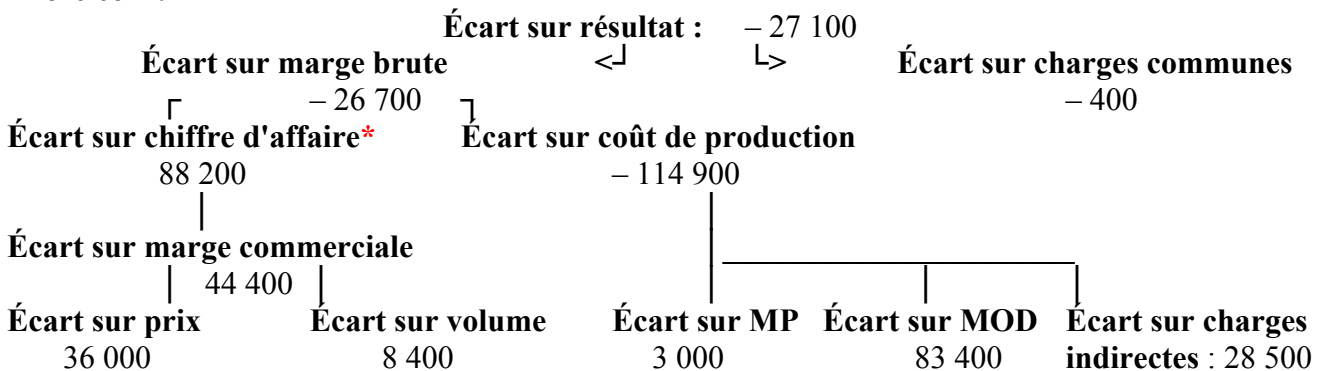 Écart sur résultat : – 27 100
Écart sur marge brute Écart sur charges communes
– 26 700 – 400
Écart sur chiffre d'affaire* Écart sur coût de production
88 200 – 114 900
Écart sur marge commerciale
44 400
Écart sur prix Écart sur volume Écart sur MP Écart sur MOD Écart sur charges
36 000 8 400 3 000 83 400 indirectes : 28 500